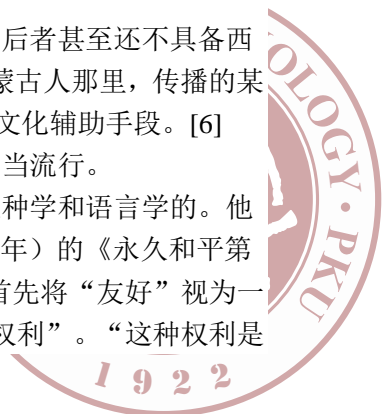 后者甚至还不具备西
蒙古人那里，传播的某
文化辅助手段。[6]
当流行。
种学和语言学的。他
年）的《永久和平第
首先将“友好”视为一
权利”。“这种权利是
OLOGY · PKU
1922